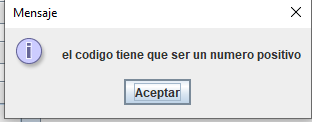 Mensaje
el codigo tiene que ser un numero positivo
Aceptar